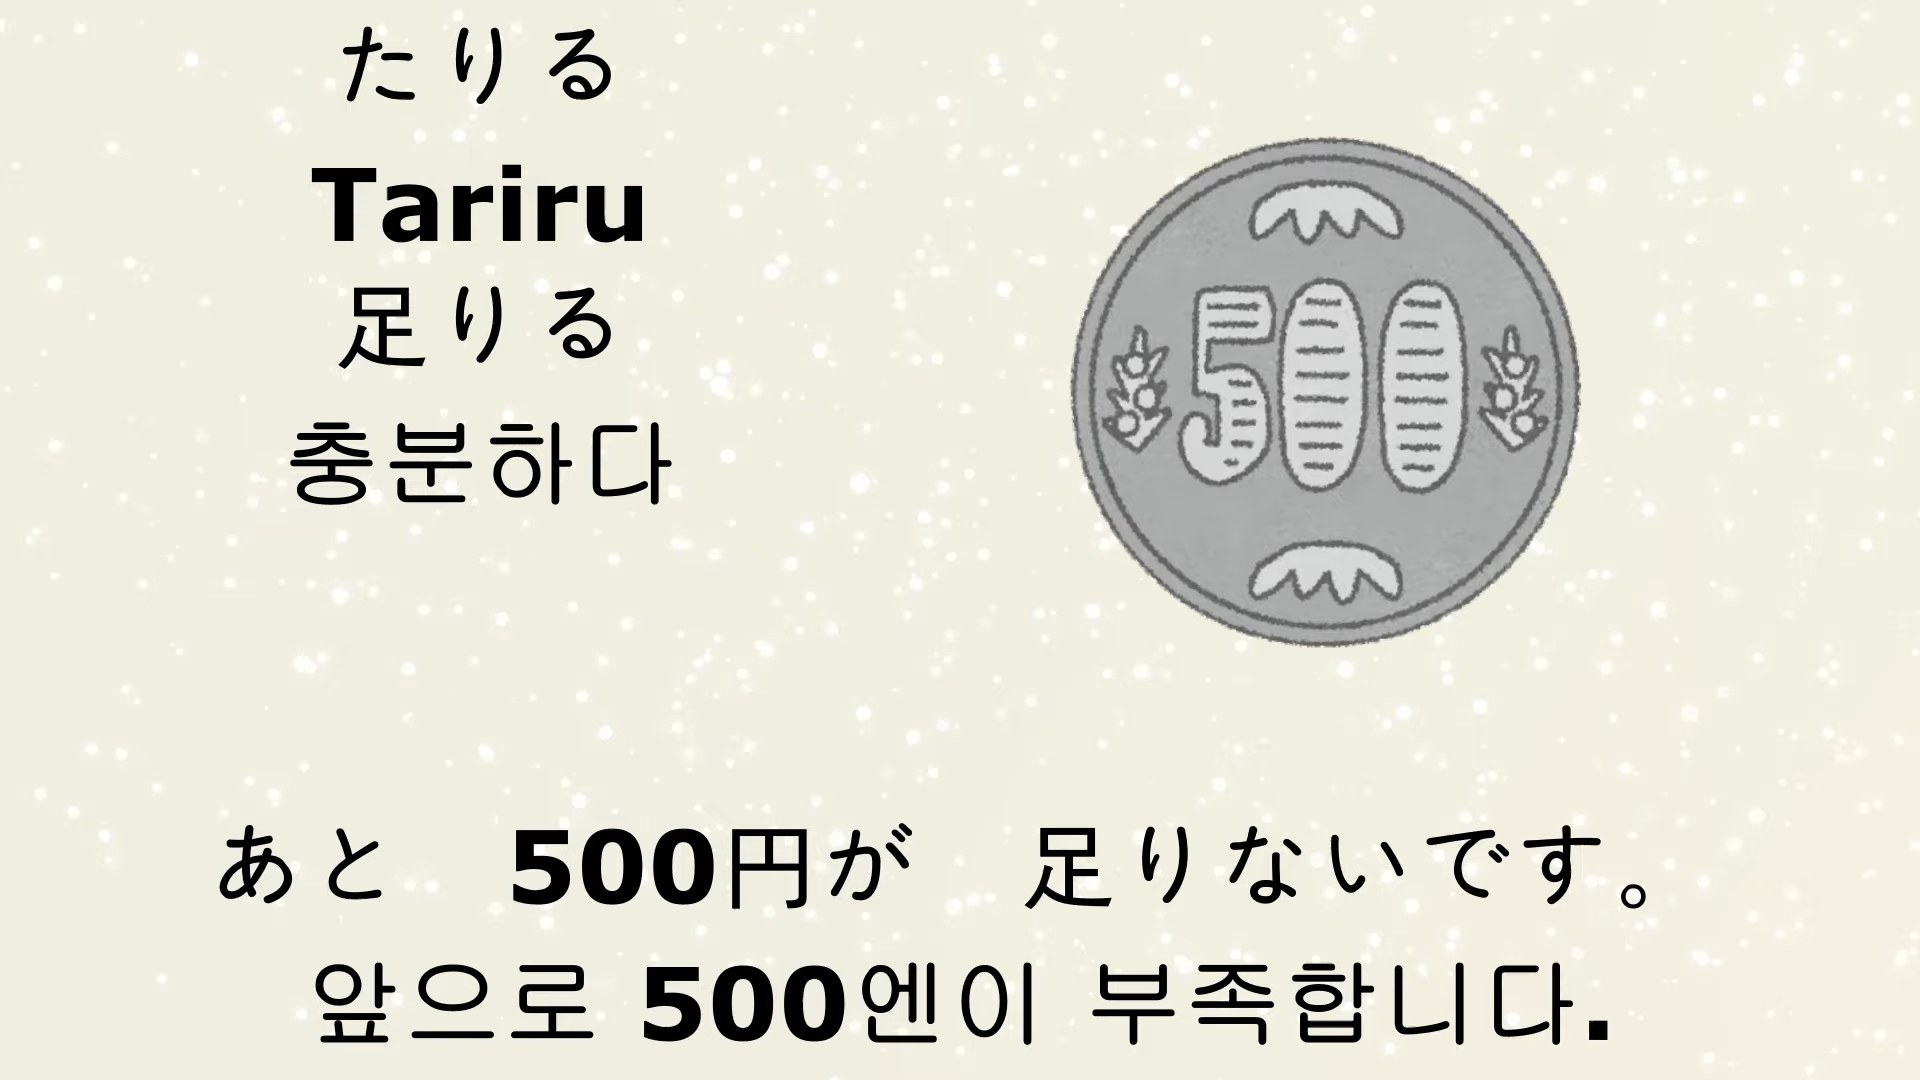 たりる
Tariru
足りる
충분하다
500
あと　500円が　足りないです。
앞으로 500엔이 부족합니다.